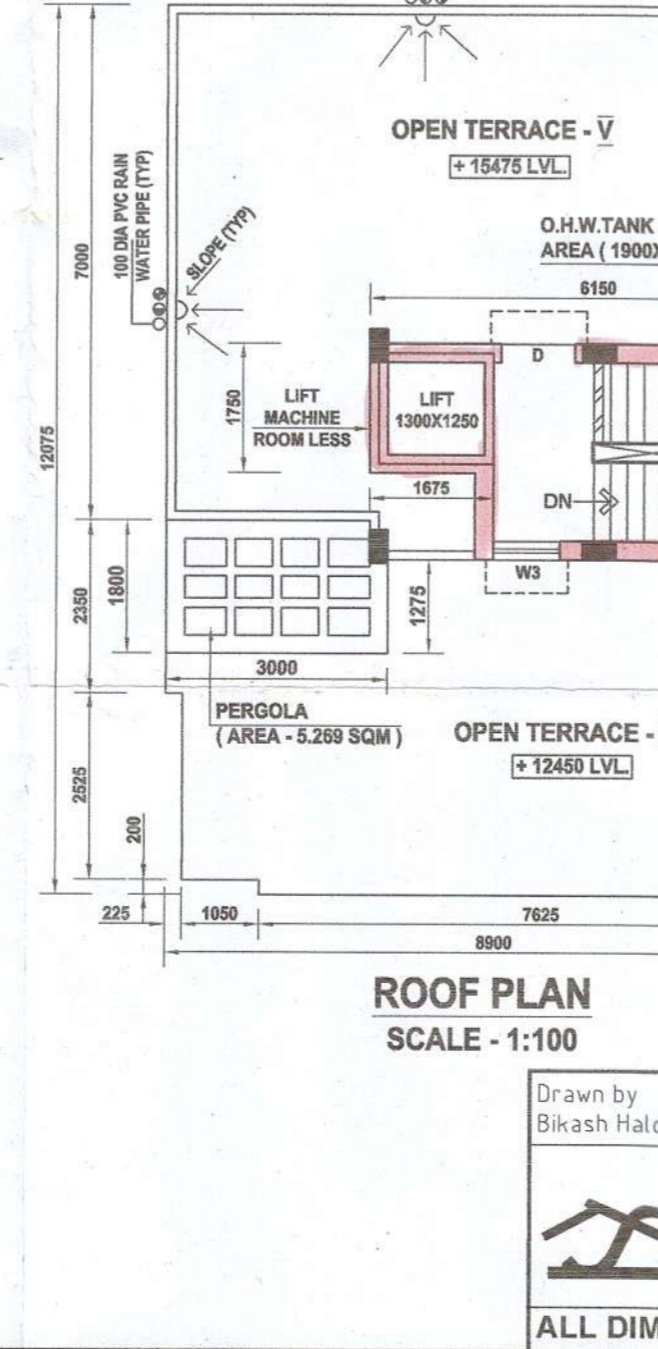 OPEN TERRACE - V
+ 15475 LVL.
100 DIA PVC RAIN
WATER PIPE (TYP)
SLOPE (TYP)
7000
O.H.W.TANK
AREA ( 1900X
6150
D
1750
LIFT
MACHINE
ROOM LESS
LIFT
1300X1250
12075
1675
DN
2350
1800
1275
W3
3000
PERGOLA
( AREA - 5.269 SQM )
OPEN TERRACE -
+ 12450 LVL.
2525
200
225
1050
7625
8900
ROOF PLAN
SCALE - 1:100
Drawn by
Bikash Hald
ALL DIM